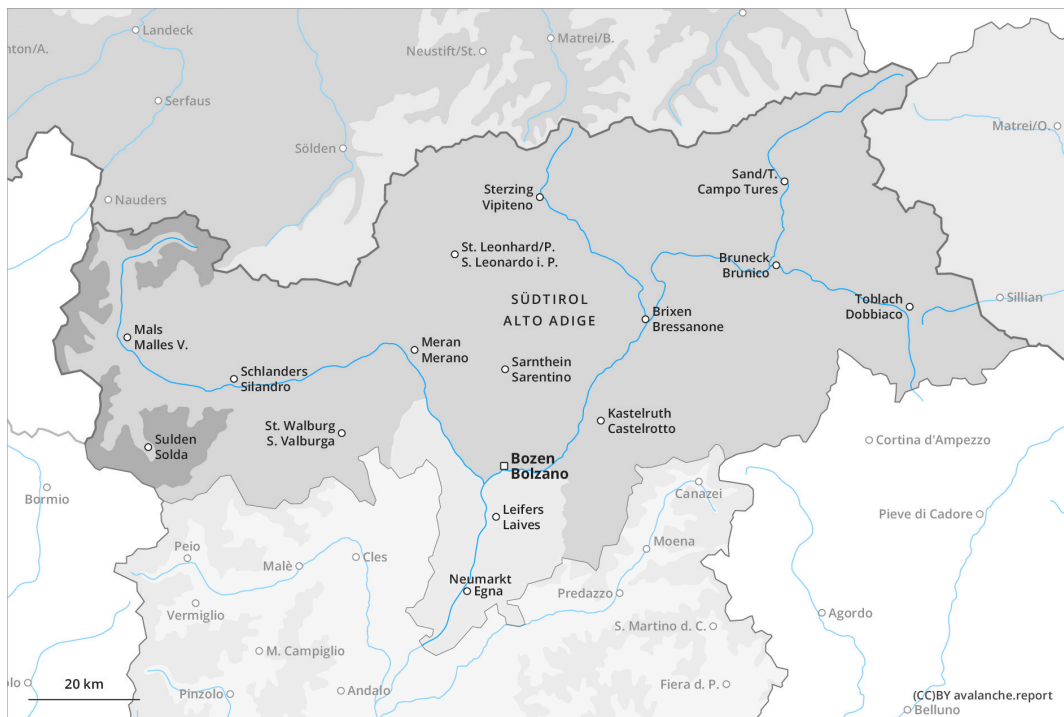 Landeck
nton/A.
Matrei/B.
Neustift/St.
Serfaus
Matrei/O.
Sölden
Sand/T.
Campo Tures
Sterzing
Vipiteno
Nauders
St. Leonhard/P.
S. Leonardo i. P.
Bruneck
Brunico
SÜDTIROL
ALTO ADIGE
Toblach
Dobbiaco
Sillian
Brixen
Bressanone
Mals
Malles V.
Meran
Merano
Sarnthein
Sarentino
Schlanders
Silandro
Kastelruth
Castelrotto
St. Walburg
S. Valburga
Sulden
Solda
Cortina d'Ampezzo
Bozen
Bolzano
Bormio
Canazei
Leifers
Laives
Pieve di Cadore
Moena
Peio
Cles
Malè
Neumarkt
Egna
Predazzo
Vermiglio
Agordo
S. Martino d. C.
M. Campiglio
olo
20 km
Pinzolo
Andalo
Fiera d. P.
(CC)BY avalanche.report
Belluno